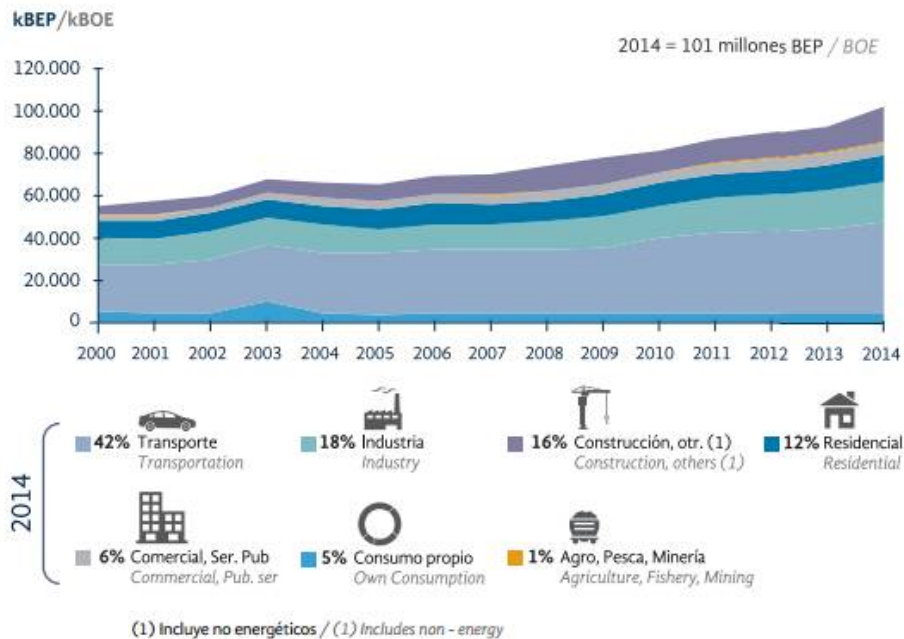 kBEP/kBOE
2014 = 101 millones BEP / BOE
120.000
100.000
80.000
60.000
40.000
20.000
0
2000 2001 2002 2003 2004 2005 2006 2007 2008 2009 2010 2011 2012 2013 2014
2014
42% Transporte
Transportation
18% Industria
Industry
16% Construcción, otr. (1)
Construction, others (1)
12% Residencial
Residential
6% Comercial, Ser. Pub
Commercial, Pub. ser
5% Consumo propio
Own Consumption
1% Agro, Pesca, Minería
Agriculture, Fishery, Mining
(1) Incluye no energéticos / (1) Includes non - energy